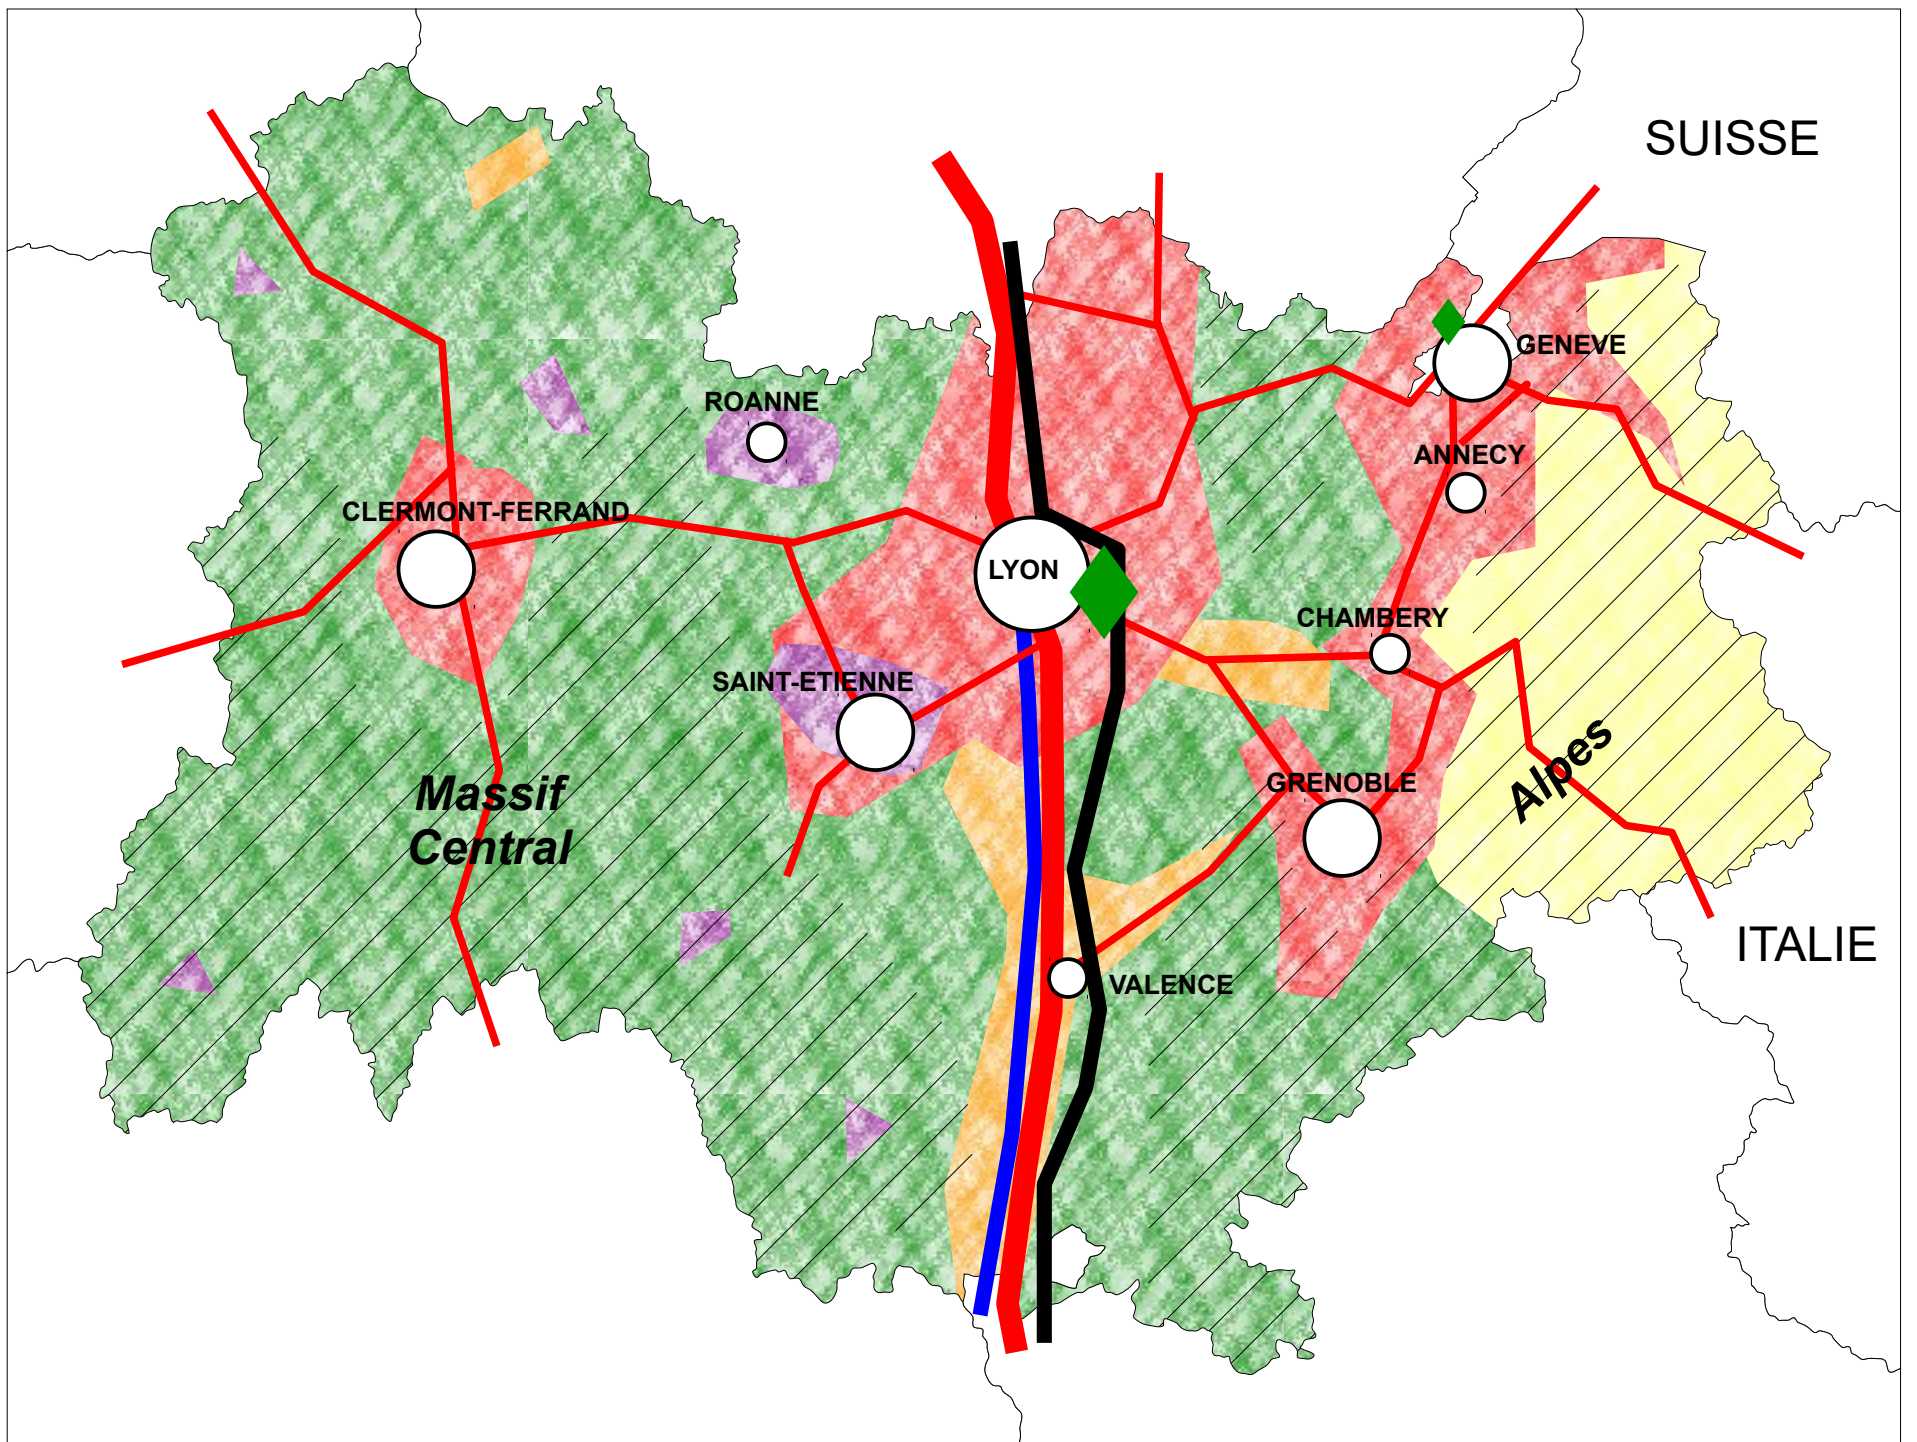 SUISSE
GENEVE
ROANNE
ANNECY
CLERMONT-FERRAND
LYON
CHAMBERY
SAINT-ETIENNE
Alpes
Massif
Central
GRENOBLE
ITALIE
VALENCE